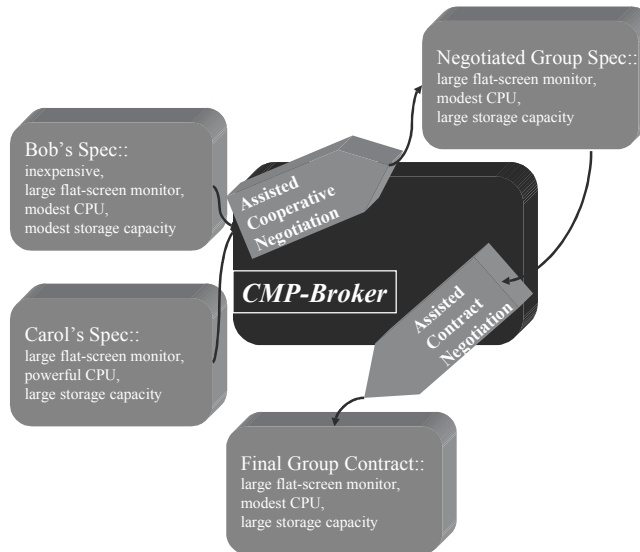 Negotiated Group Spec::
large flat-screen monitor,
modest CPU,
large storage capacity
Bob's Spec::
inexpensive,
large flat-screen monitor,
modest CPU,
modest storage capacity
Assisted
Cooperative
Negotiation
CMP-Broker
Carol's Spec::
large flat-screen monitor,
powerful CPU,
large storage capacity
Assisted
Contract
Negotiation
Final Group Contract::
large flat-screen monitor,
modest CPU,
large storage capacity